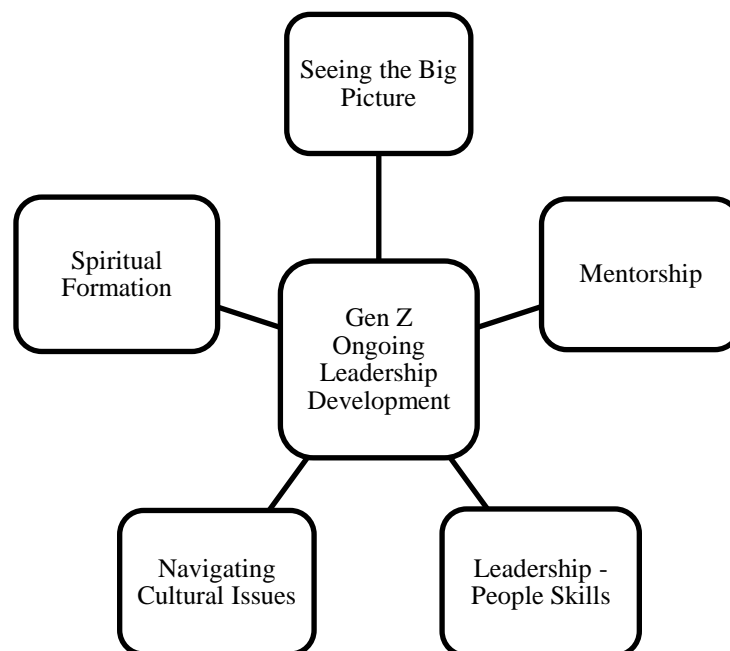 Seeing the Big
Picture
Spiritual
Formation
Mentorship
Gen Z
Ongoing
Leadership
Development
Navigating
Cultural Issues
Leadership -
People Skills